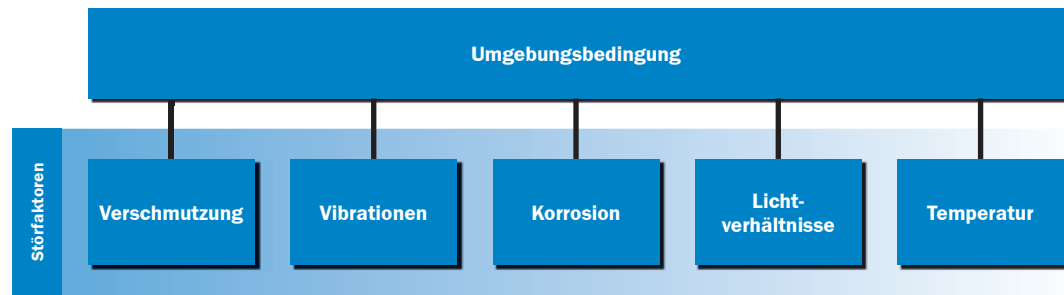 Umgebungsbedingung
Störfaktoren
Verschmutzung
Vibrationen
Korrosion
Licht-
verhältnisse
Temperatur